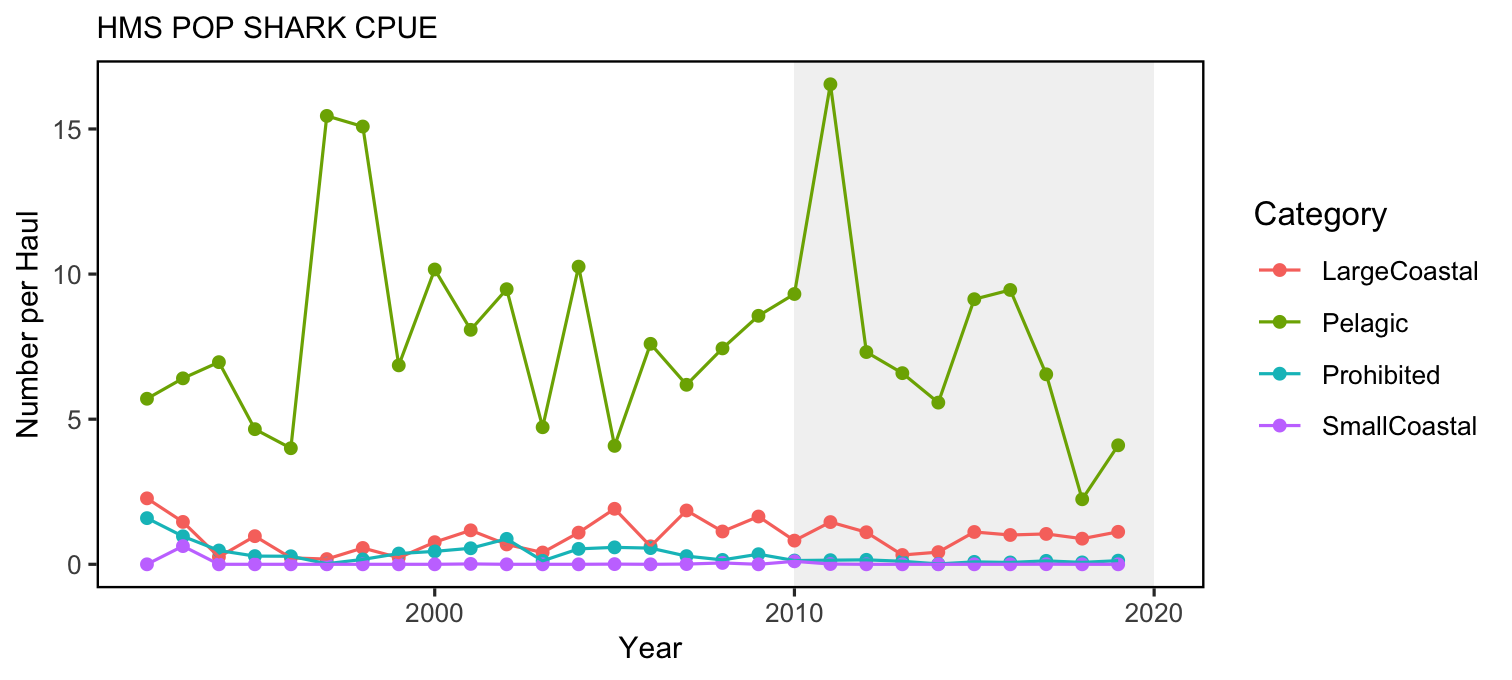 HMS POP SHARK CPUE
Number per Haul
15
10
5
0
2000
2010
2020
Year
Category
LargeCoastal
Pelagic
Prohibited
SmallCoastal